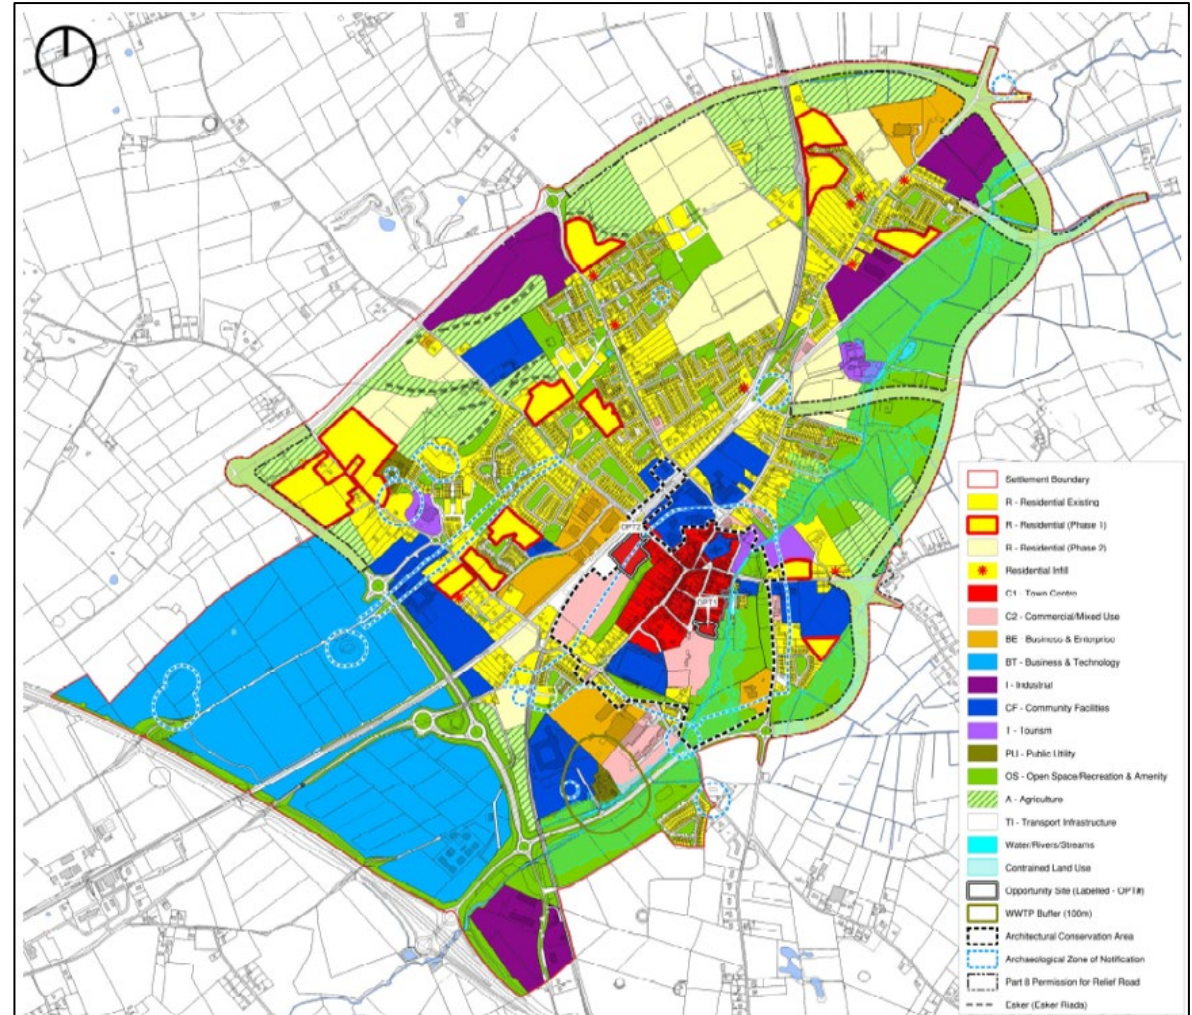 OPT2
OPT1
Settlement Boundary
R - Residential Existing
R - Residential (Phase 1)
R - Residential (Phase 2)
Residential Infill
C1 - Town Centre
C2 - Commercial/Mixed Use
BE - Business & Enterprise
BT - Business & Technology
I - Industrial
CF - Community Facilities
T - Tourism
PU - Public Utility
OS - Open Space/Recreation & Amenity
A - Agriculture
TI - Transport Infrastructure
Water/Rivers/Streams
Contrained Land Use
Opportunity Site (Labelled - OPT#)
WWTP Buffer (100m)
Architectural Conservation Area
Archaeological Zone of Notification
Part 8 Permission for Relief Road
Esker (Esker Riada)